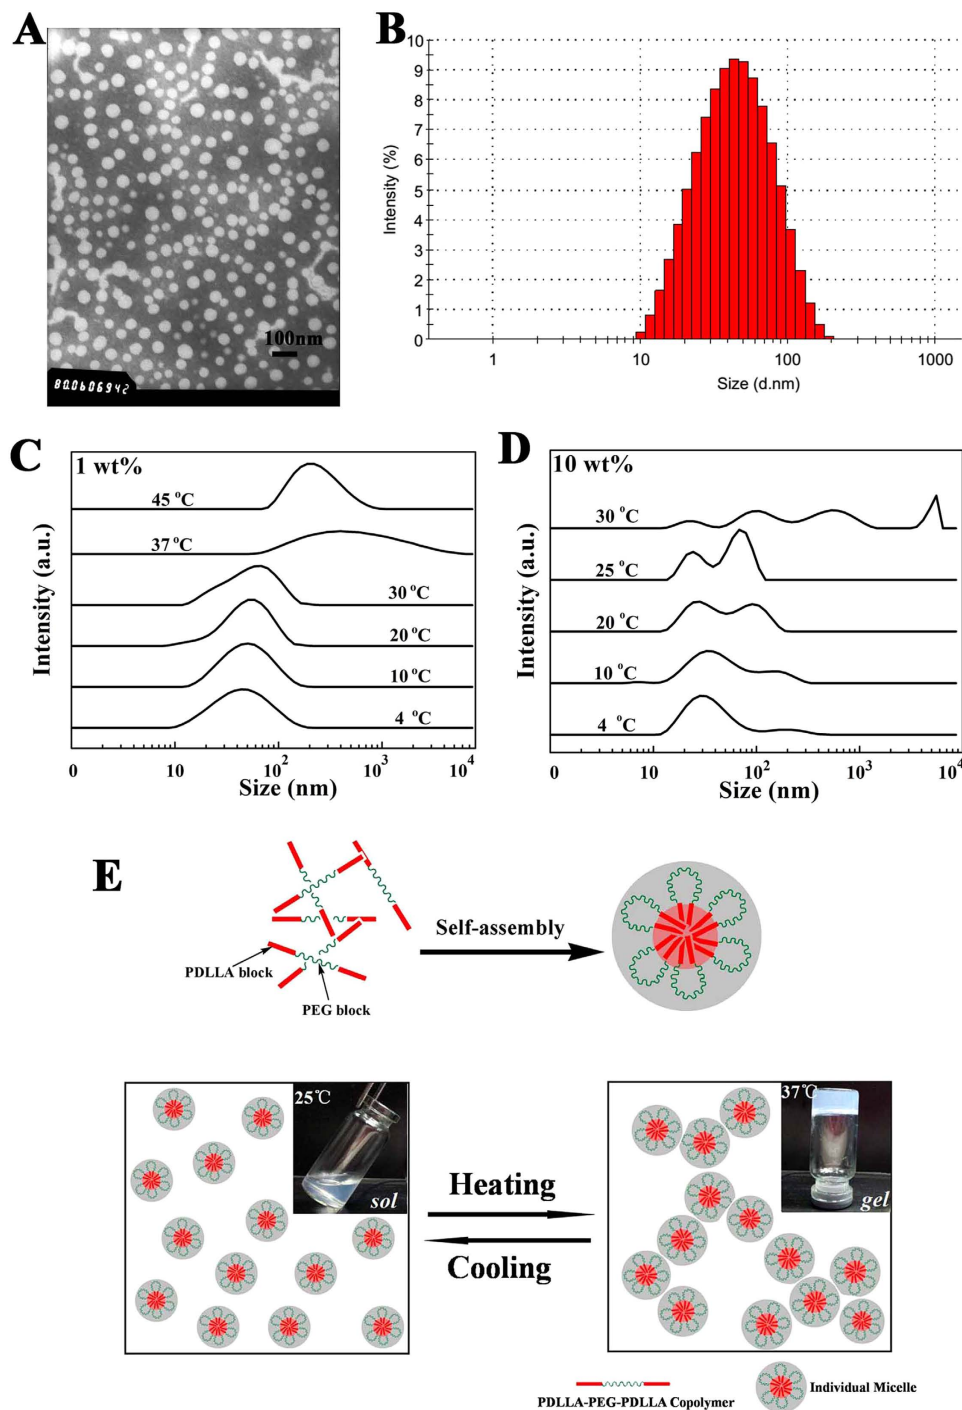 A
100nm
80.0606942
B
10
9
8
7
6
5
4
3
2
1
0
Intensity (%)
1
10
100
1000
Size (d.nm)
C
1 wt%
45 °C
37 °C
30 °C
20 °C
10 °C
4 °C
Intensity (a.u.)
0
10
10²
10³
10⁴
Size (nm)
D
10 wt%
30 °C
25 °C
20 °C
10 °C
4 °C
Intensity (a.u.)
0
10
10²
10³
10⁴
Size (nm)
E
PDLLA block
PEG block
Self-assembly
25℃
sol
Heating
Cooling
37℃
gel
PDLLA-PEG-PDLLA Copolymer
Individual Micelle